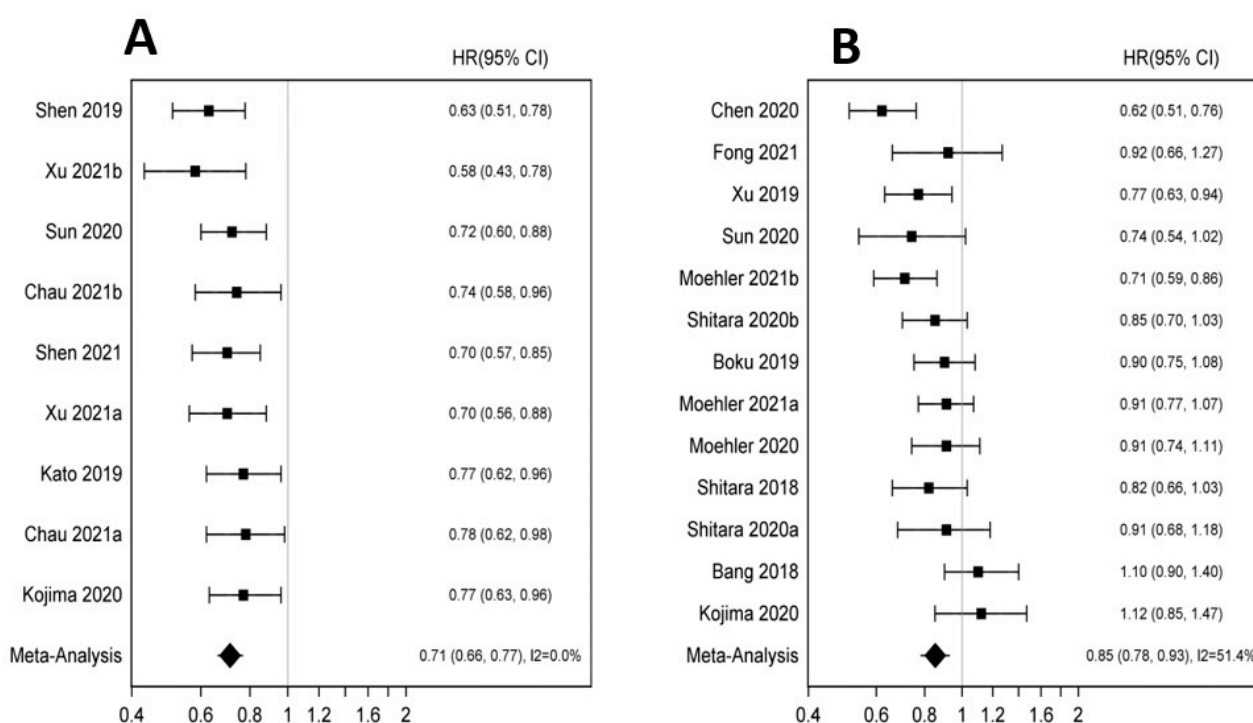 A
HR(95% CI)
Shen 2019 0.63 (0.51, 0.78)
Xu 2021b 0.58 (0.43, 0.78)
Sun 2020 0.72 (0.60, 0.88)
Chau 2021b 0.74 (0.58, 0.96)
Shen 2021 0.70 (0.57, 0.85)
Xu 2021a 0.70 (0.56, 0.88)
Kato 2019 0.77 (0.62, 0.96)
Chau 2021a 0.78 (0.62, 0.98)
Kojima 2020 0.77 (0.63, 0.96)
Meta-Analysis 0.71 (0.66, 0.77), I2=0.0%
0.4 0.6 0.8 1 1.2 1.6 2
B
HR(95% CI)
Chen 2020 0.62 (0.51, 0.76)
Fong 2021 0.92 (0.66, 1.27)
Xu 2019 0.77 (0.63, 0.94)
Sun 2020 0.74 (0.54, 1.02)
Moehler 2021b 0.71 (0.59, 0.86)
Shitara 2020b 0.85 (0.70, 1.03)
Boku 2019 0.90 (0.75, 1.08)
Moehler 2021a 0.91 (0.77, 1.07)
Moehler 2020 0.91 (0.74, 1.11)
Shitara 2018 0.82 (0.66, 1.03)
Shitara 2020a 0.91 (0.68, 1.18)
Bang 2018 1.10 (0.90, 1.40)
Kojima 2020 1.12 (0.85, 1.47)
Meta-Analysis 0.85 (0.78, 0.93), I2=51.4%
0.4 0.6 0.8 1 1.2 1.6 2